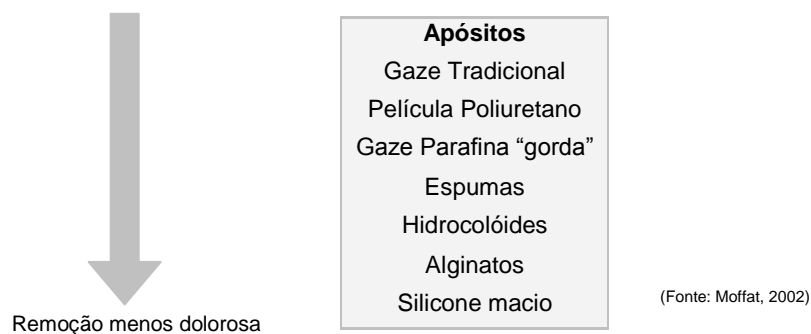 Apósitos
Gaze Tradicional
Película Poliuretano
Gaze Parafina “gorda”
Espumas
Hidrocolóides
Alginatos
Silicone macio
(Fonte: Moffat, 2002)
Remoção menos dolorosa